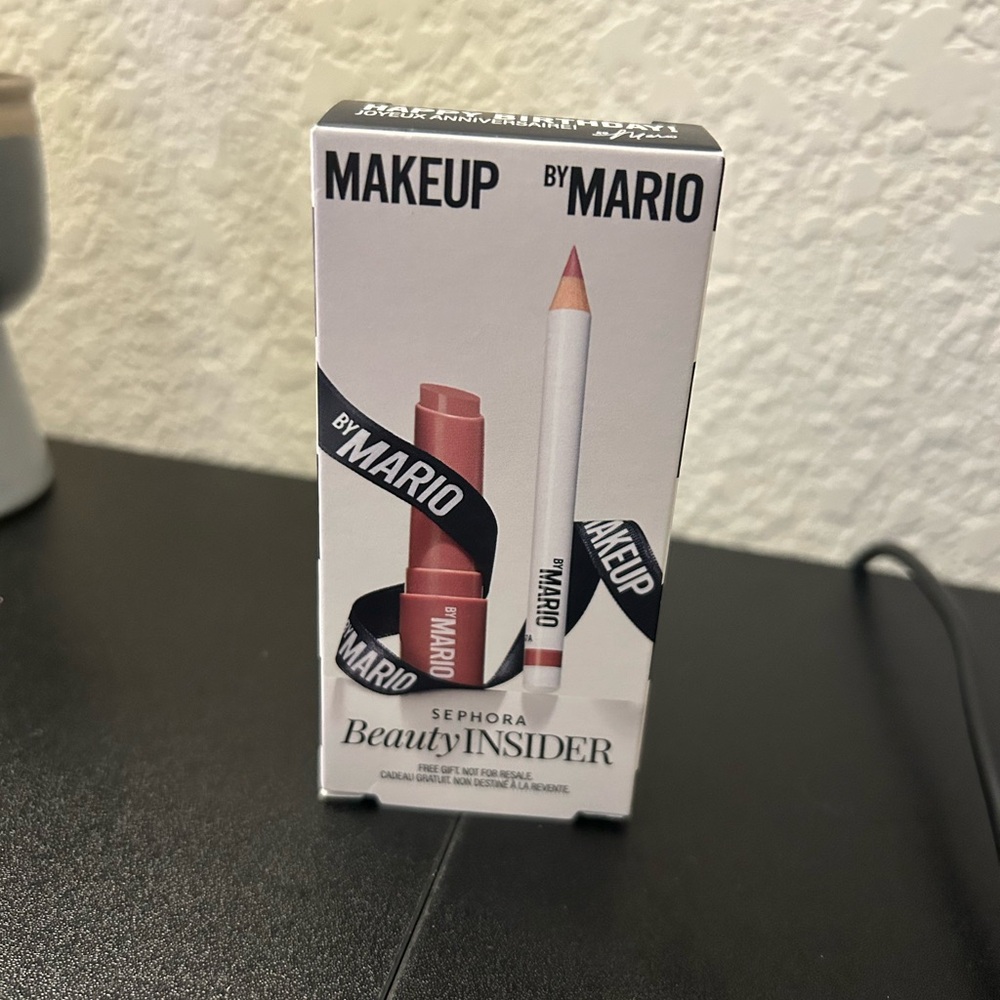 HAPPY BIRTHDAY!
JOYEUX ANNIVERSAIRE!
MAKEUP BY MARIO
BY MARIO
MAKEUP
BY MARIO
BY MARIO
BY MARIO
SEPHORA
Beauty INSIDER
FREE GIFT. NOT FOR RESALE.
CADEAU GRATUIT. NON DESTINÉ À LA REVENTE.